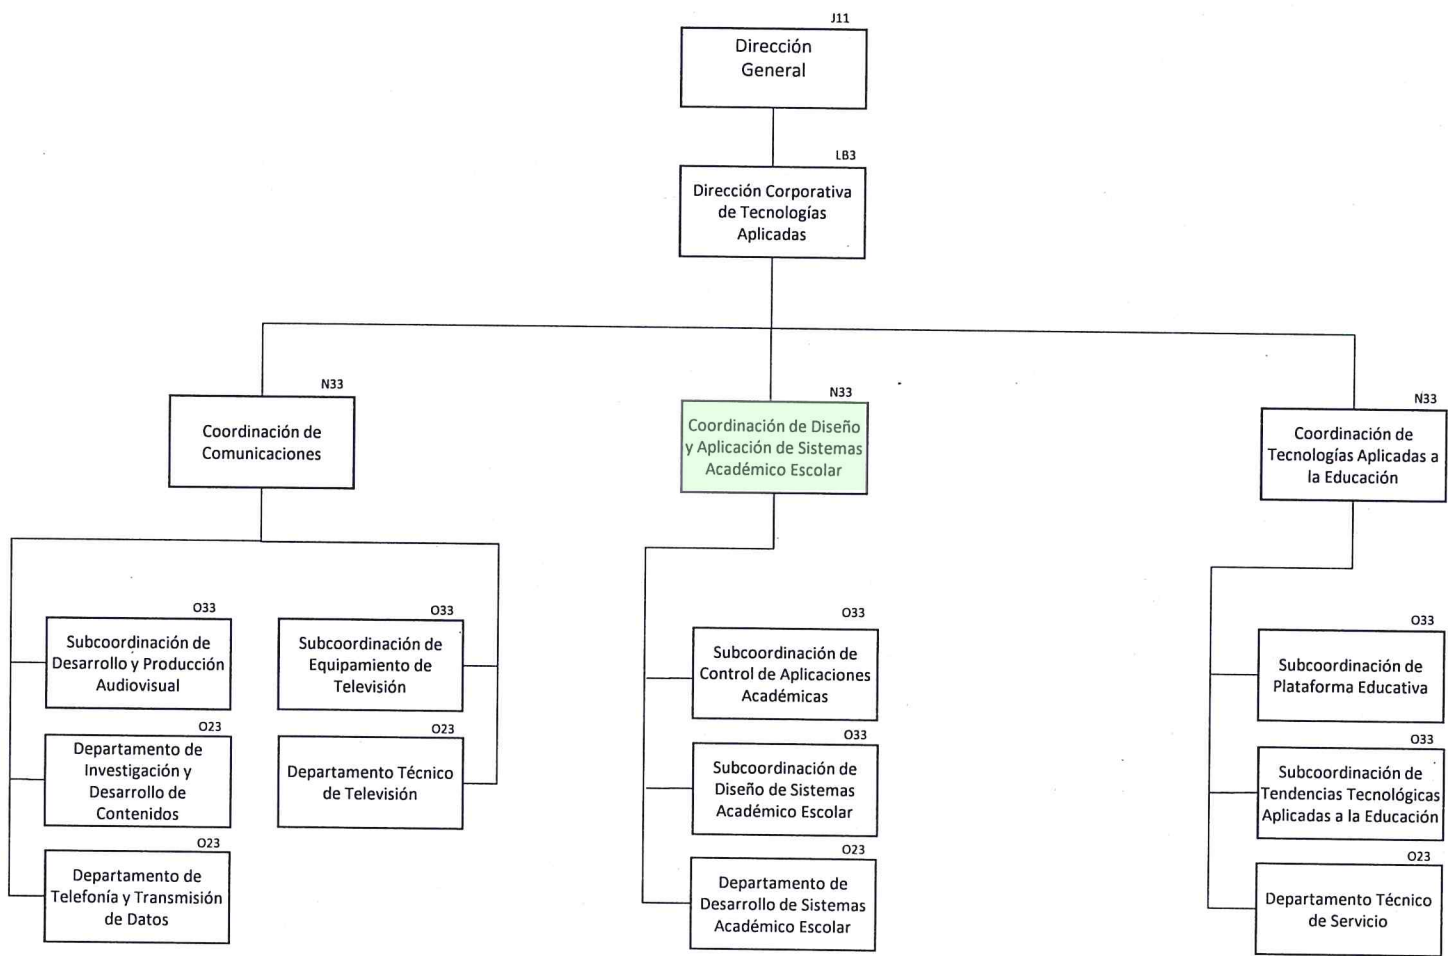 J11
Dirección
General
LB3
Dirección Corporativa
de Tecnologías
Aplicadas
N33
Coordinación de
Comunicaciones
N33
Coordinación de Diseño
y Aplicación de Sistemas
Académico Escolar
N33
Coordinación de
Tecnologías Aplicadas a
la Educación
O33
Subcoordinación de
Desarrollo y Producción
Audiovisual
O23
Departamento de
Investigación y
Desarrollo de
Contenidos
O23
Departamento de
Telefonía y Transmisión
de Datos
O33
Subcoordinación de
Equipamiento de
Televisión
O23
Departamento Técnico
de Televisión
O33
Subcoordinación de
Control de Aplicaciones
Académicas
O33
Subcoordinación de
Diseño de Sistemas
Académico Escolar
O23
Departamento de
Desarrollo de Sistemas
Académico Escolar
O33
Subcoordinación de
Plataforma Educativa
O33
Subcoordinación de
Tendencias Tecnológicas
Aplicadas a la Educación
O23
Departamento Técnico
de Servicio